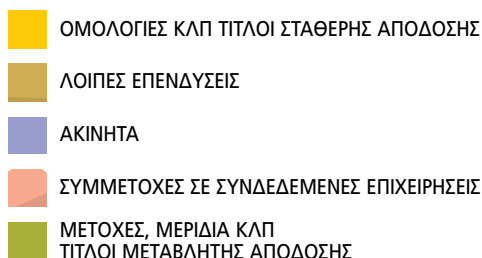 ΟΜΟΛΟΓΙΕΣ ΚΛΠ ΤΙΤΛΟΙ ΣΤΑΘΕΡΗΣ ΑΠΟΔΟΣΗΣ
ΛΟΙΠΕΣ ΕΠΕΝΔΥΣΕΙΣ
ΑΚΙΝΗΤΑ
ΣΥΜΜΕΤΟΧΕΣ ΣΕ ΣΥΝΔΕΔΕΜΕΝΕΣ ΕΠΙΧΕΙΡΗΣΕΙΣ
ΜΕΤΟΧΕΣ, ΜΕΡΙΔΙΑ ΚΛΠ
ΤΙΤΛΟΙ ΜΕΤΑΒΛΗΤΗΣ ΑΠΟΔΟΣΗΣ